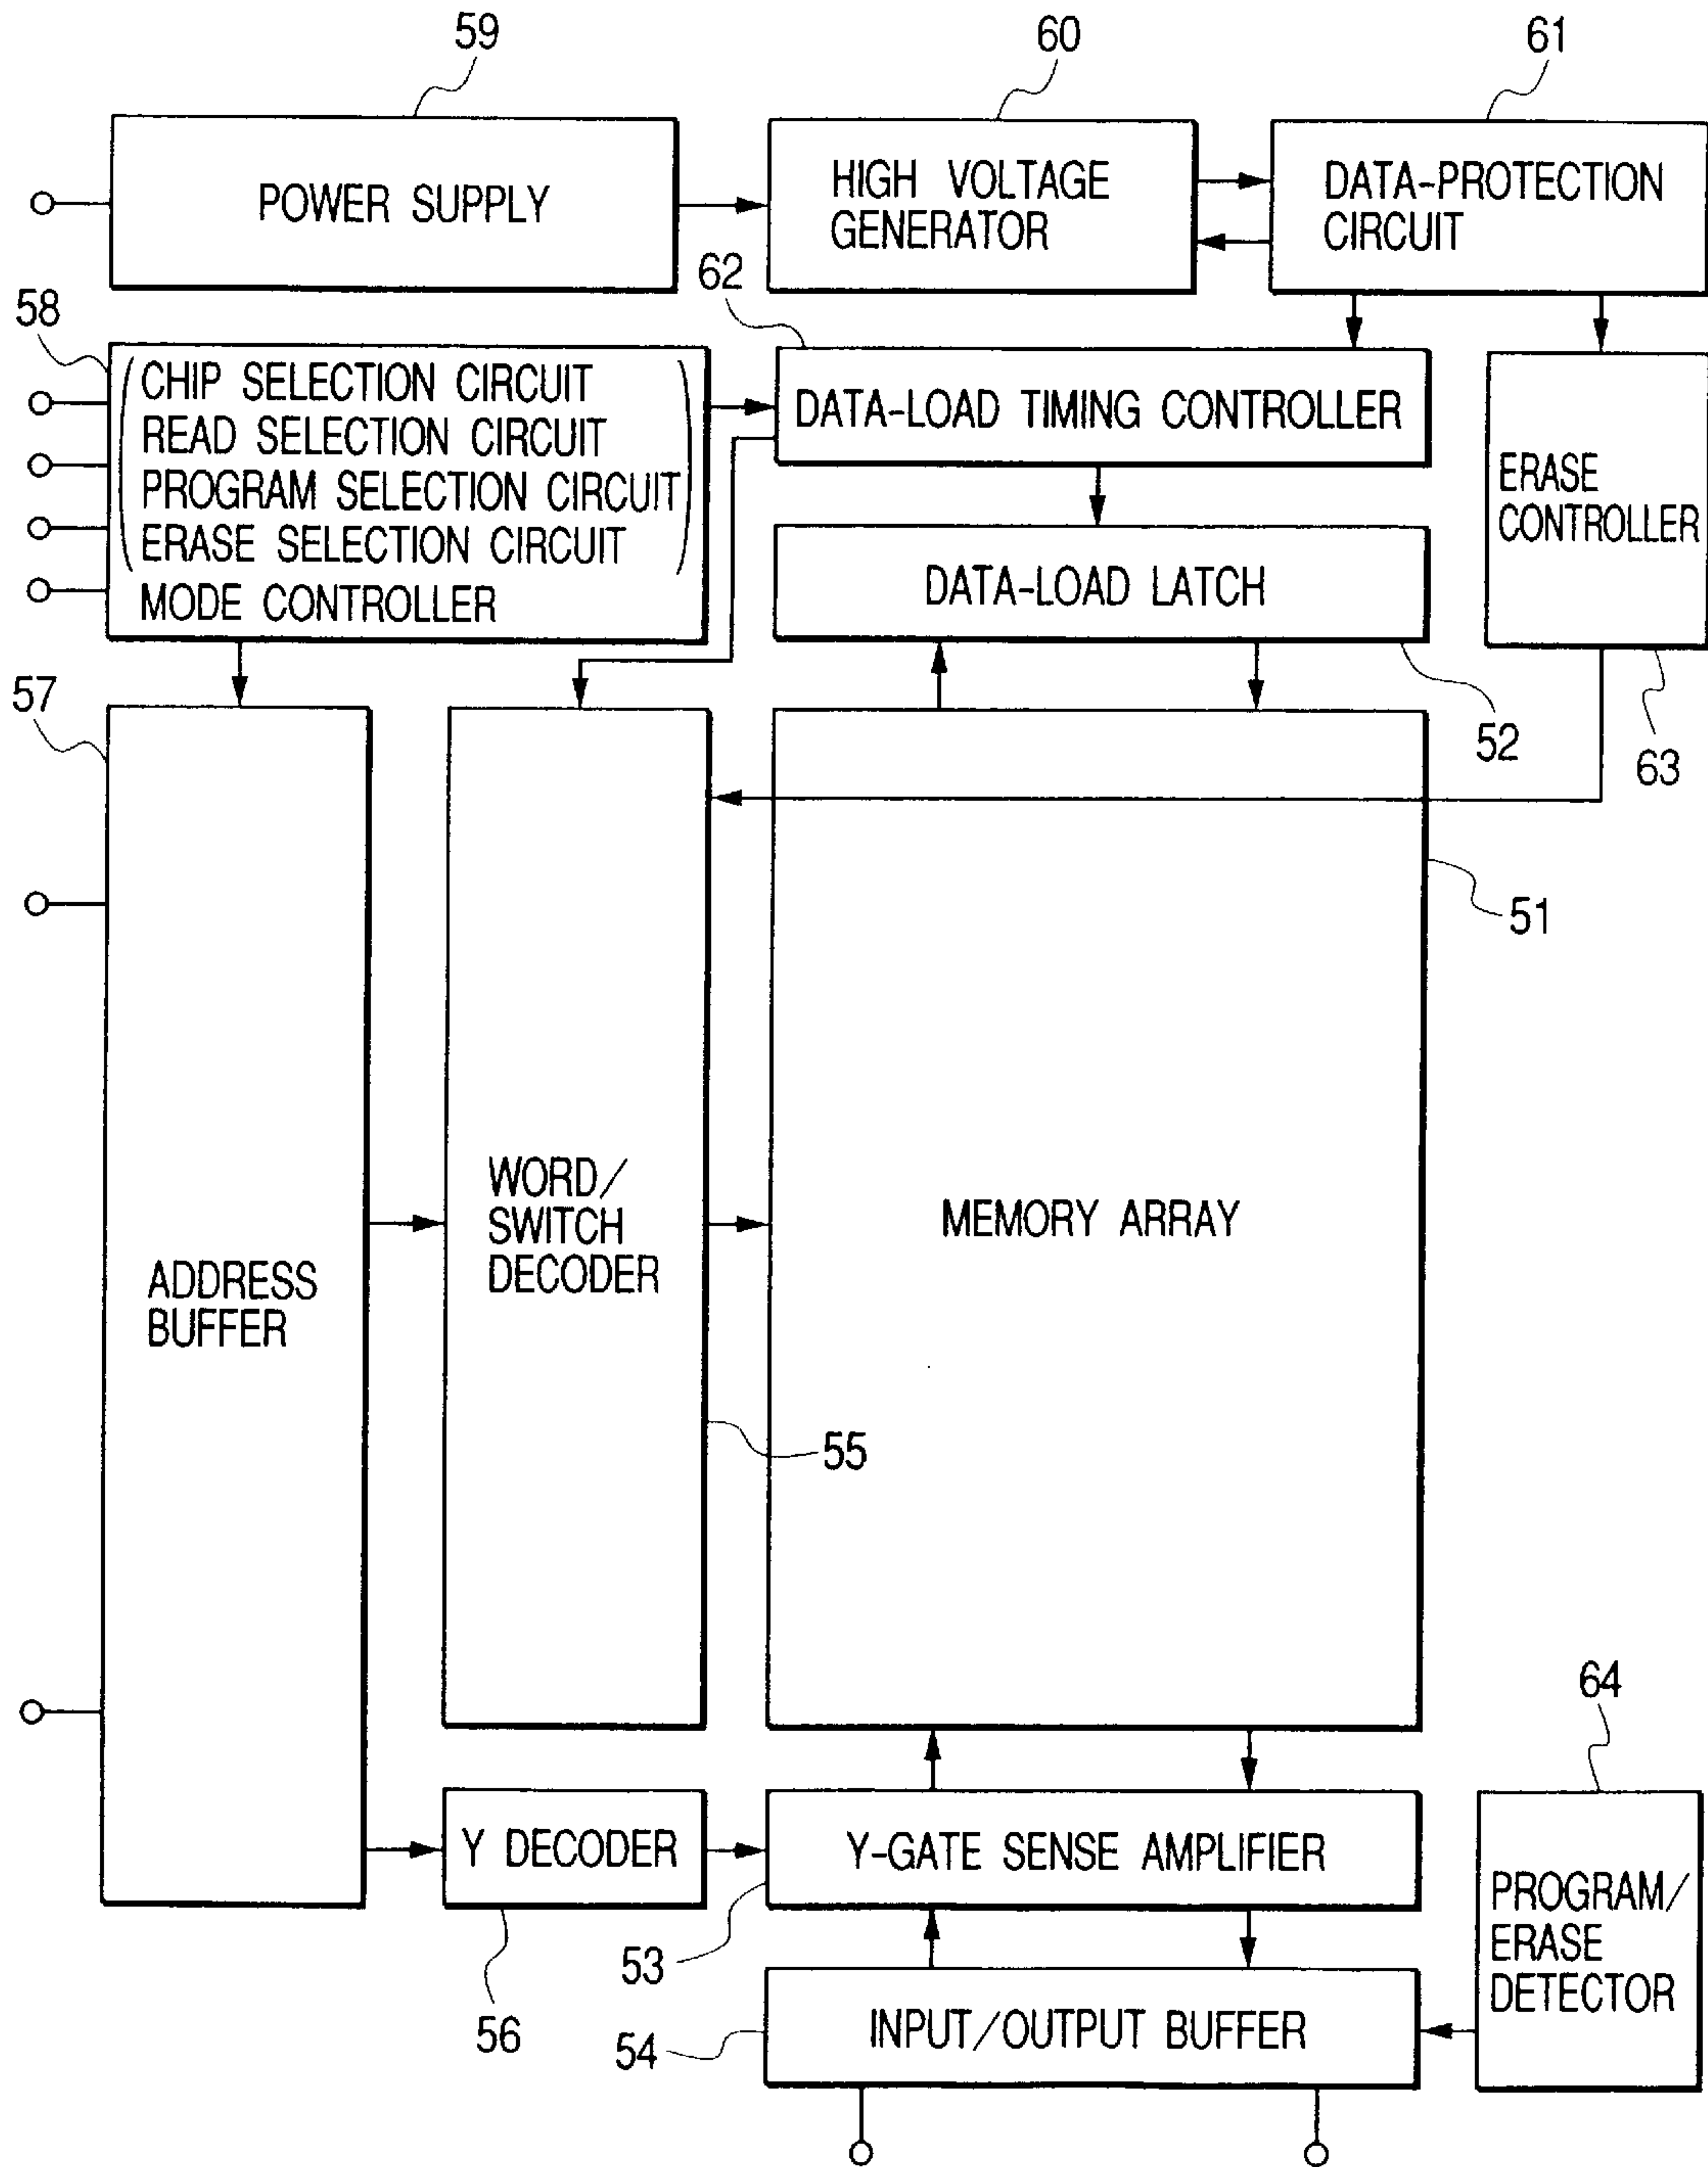 59
60
61
POWER SUPPLY
HIGH VOLTAGE
GENERATOR
DATA-PROTECTION
CIRCUIT
62
58
CHIP SELECTION CIRCUIT
READ SELECTION CIRCUIT
PROGRAM SELECTION CIRCUIT
ERASE SELECTION CIRCUIT
MODE CONTROLLER
DATA-LOAD TIMING CONTROLLER
ERASE
CONTROLLER
DATA-LOAD LATCH
57
52
63
51
WORD/
SWITCH
DECODER
MEMORY ARRAY
ADDRESS
BUFFER
55
64
Y DECODER
Y-GATE SENSE AMPLIFIER
PROGRAM/
ERASE
DETECTOR
53
56
54
INPUT/OUTPUT BUFFER